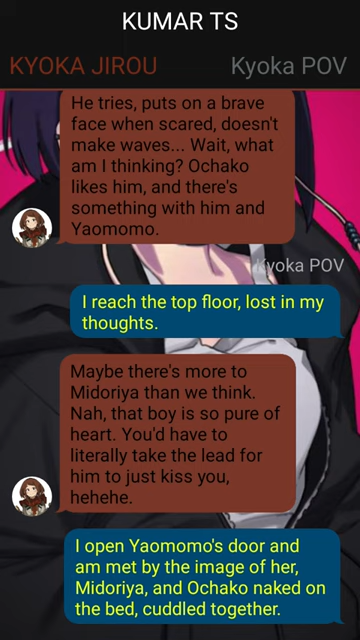 KUMAR TS
KYOKA JIROU Kyoka POV
He tries, puts on a brave
face when scared, doesn't
make waves... Wait, what
am I thinking? Ochako
likes him, and there's
something with him and
Yaomomo.
Kyoka POV
I reach the top floor, lost in my
thoughts.
Maybe there's more to
Midoriya than we think.
Nah, that boy is so pure of
heart. You'd have to
literally take the lead for
him to just kiss you,
hehehe.
I open Yaomomo's door and
am met by the image of her,
Midoriya, and Ochako naked on
the bed, cuddled together.